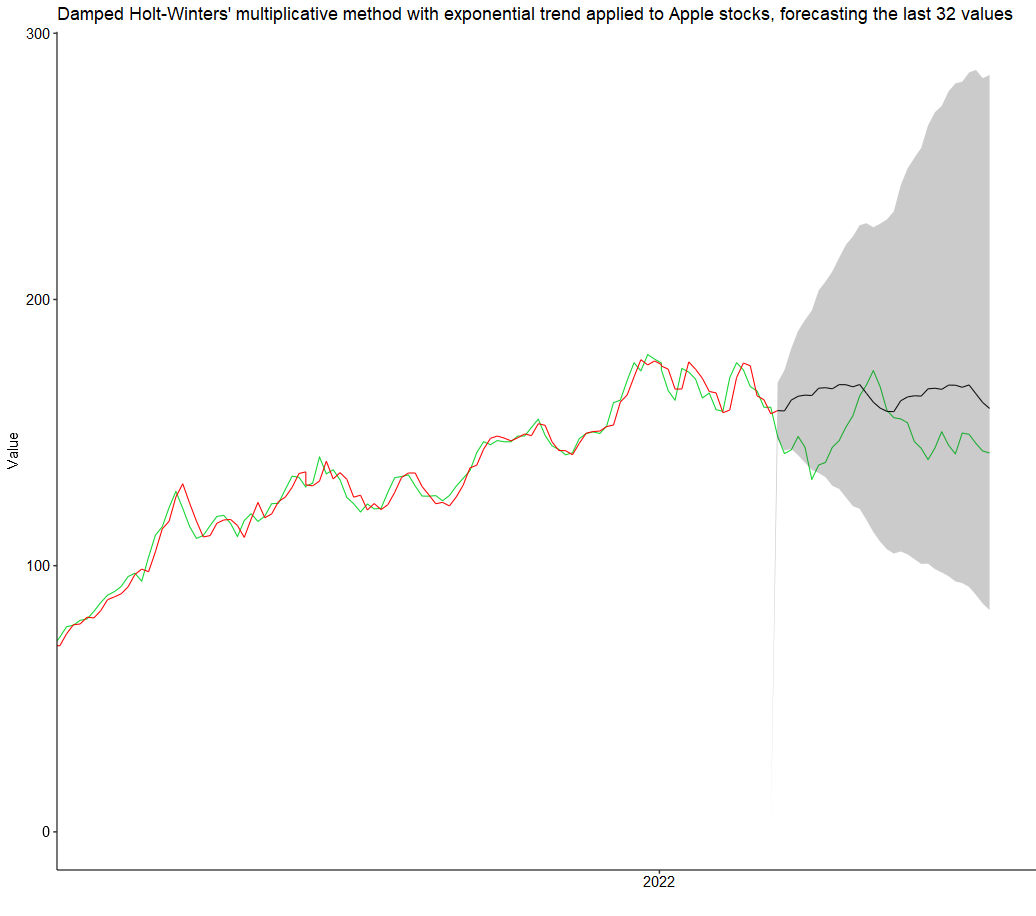 Damped Holt-Winters' multiplicative method with exponential trend applied to Apple stocks, forecasting the last 32 values
300
200
Value
100
0
2022